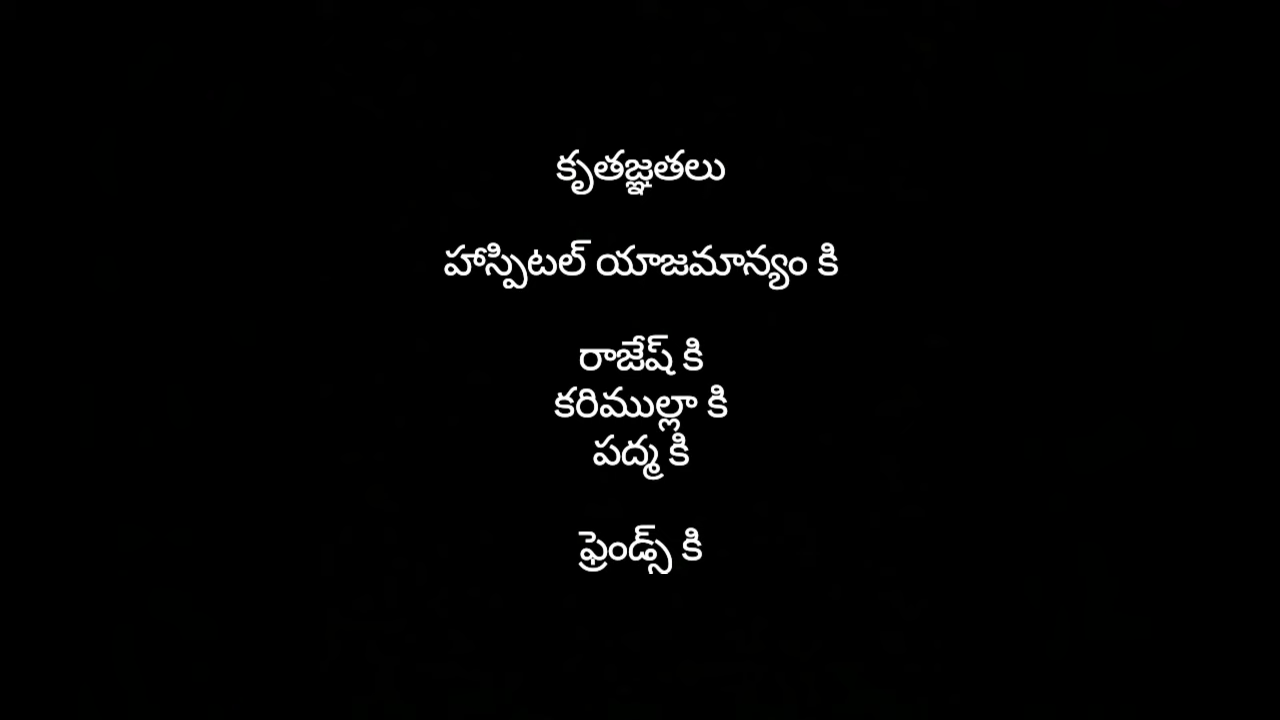 కృతజ్ఞతలు
హాస్పిటల్ యాజమాన్యం కి
రాజేష్ కి
కరిముల్లా కి
పద్మ కి
ఫ్రెండ్స్ కి